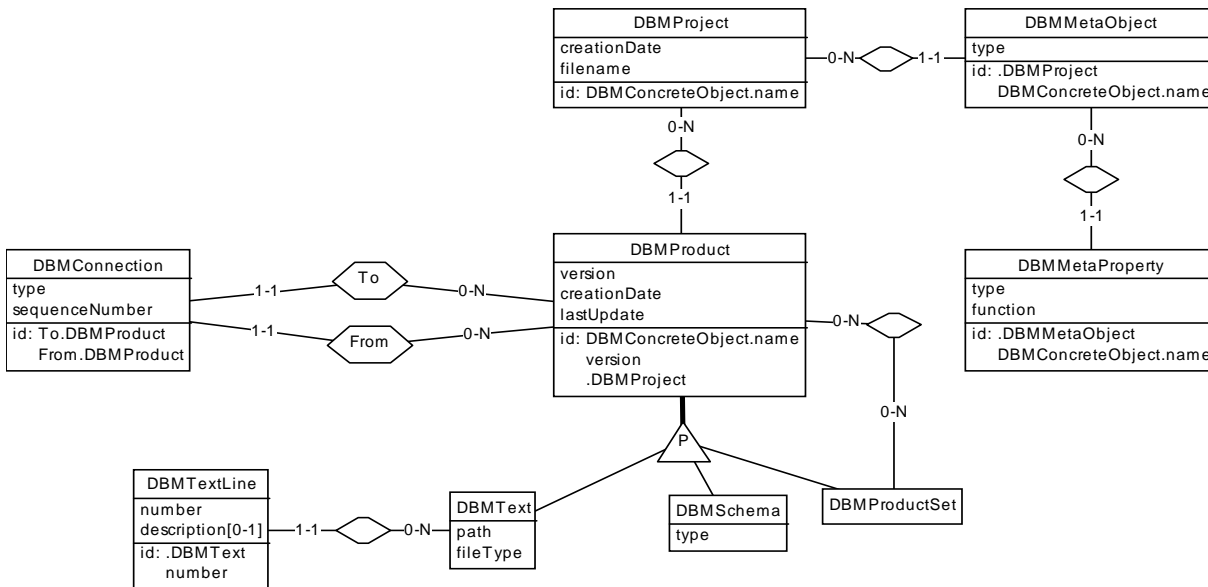 DBMProject
creationDate
filename
id: DBMConcreteObject.name
0-N
1-1
DBMMetaObject
type
id: .DBMProject
DBMConcreteObject.name
0-N
1-1
0-N
1-1
DBMConnection
type
sequenceNumber
id: To.DBMProduct
From.DBMProduct
1-1
To
0-N
1-1
From
0-N
DBMProduct
version
creationDate
lastUpdate
id: DBMConcreteObject.name
version
.DBMProject
0-N
0-N
DBMMetaProperty
type
function
id: .DBMMetaObject
DBMConcreteObject.name
P
DBMTextLine
number
description[0-1]
id: .DBMText
number
1-1
0-N
DBMText
path
fileType
DBMSchema
type
DBMProductSet